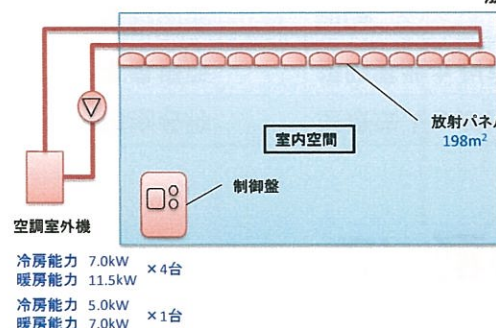 放射パネル
198m²
室内空間
制御盤
空調室外機
冷房能力 7.0kW
×4台
暖房能力 11.5kW
冷房能力 5.0kW
×1台
暖房能力 7.0kW